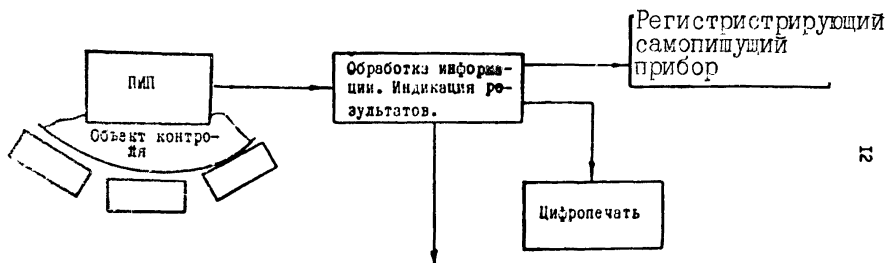 ПИП
Объект контро-
ля
Обработка информа-
ции. Индикация ре-
зультатов.
Регистристрирующий
самопишущий
прибор
Цифропечать
12